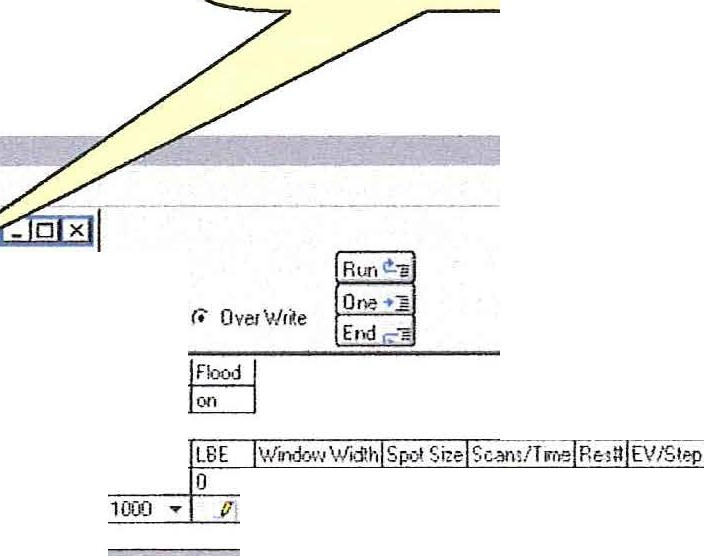 Run
One
Over Write
End
Flood
on
LBE Window Width Spot Size Scans/Time Res# EV/Step
0
1000